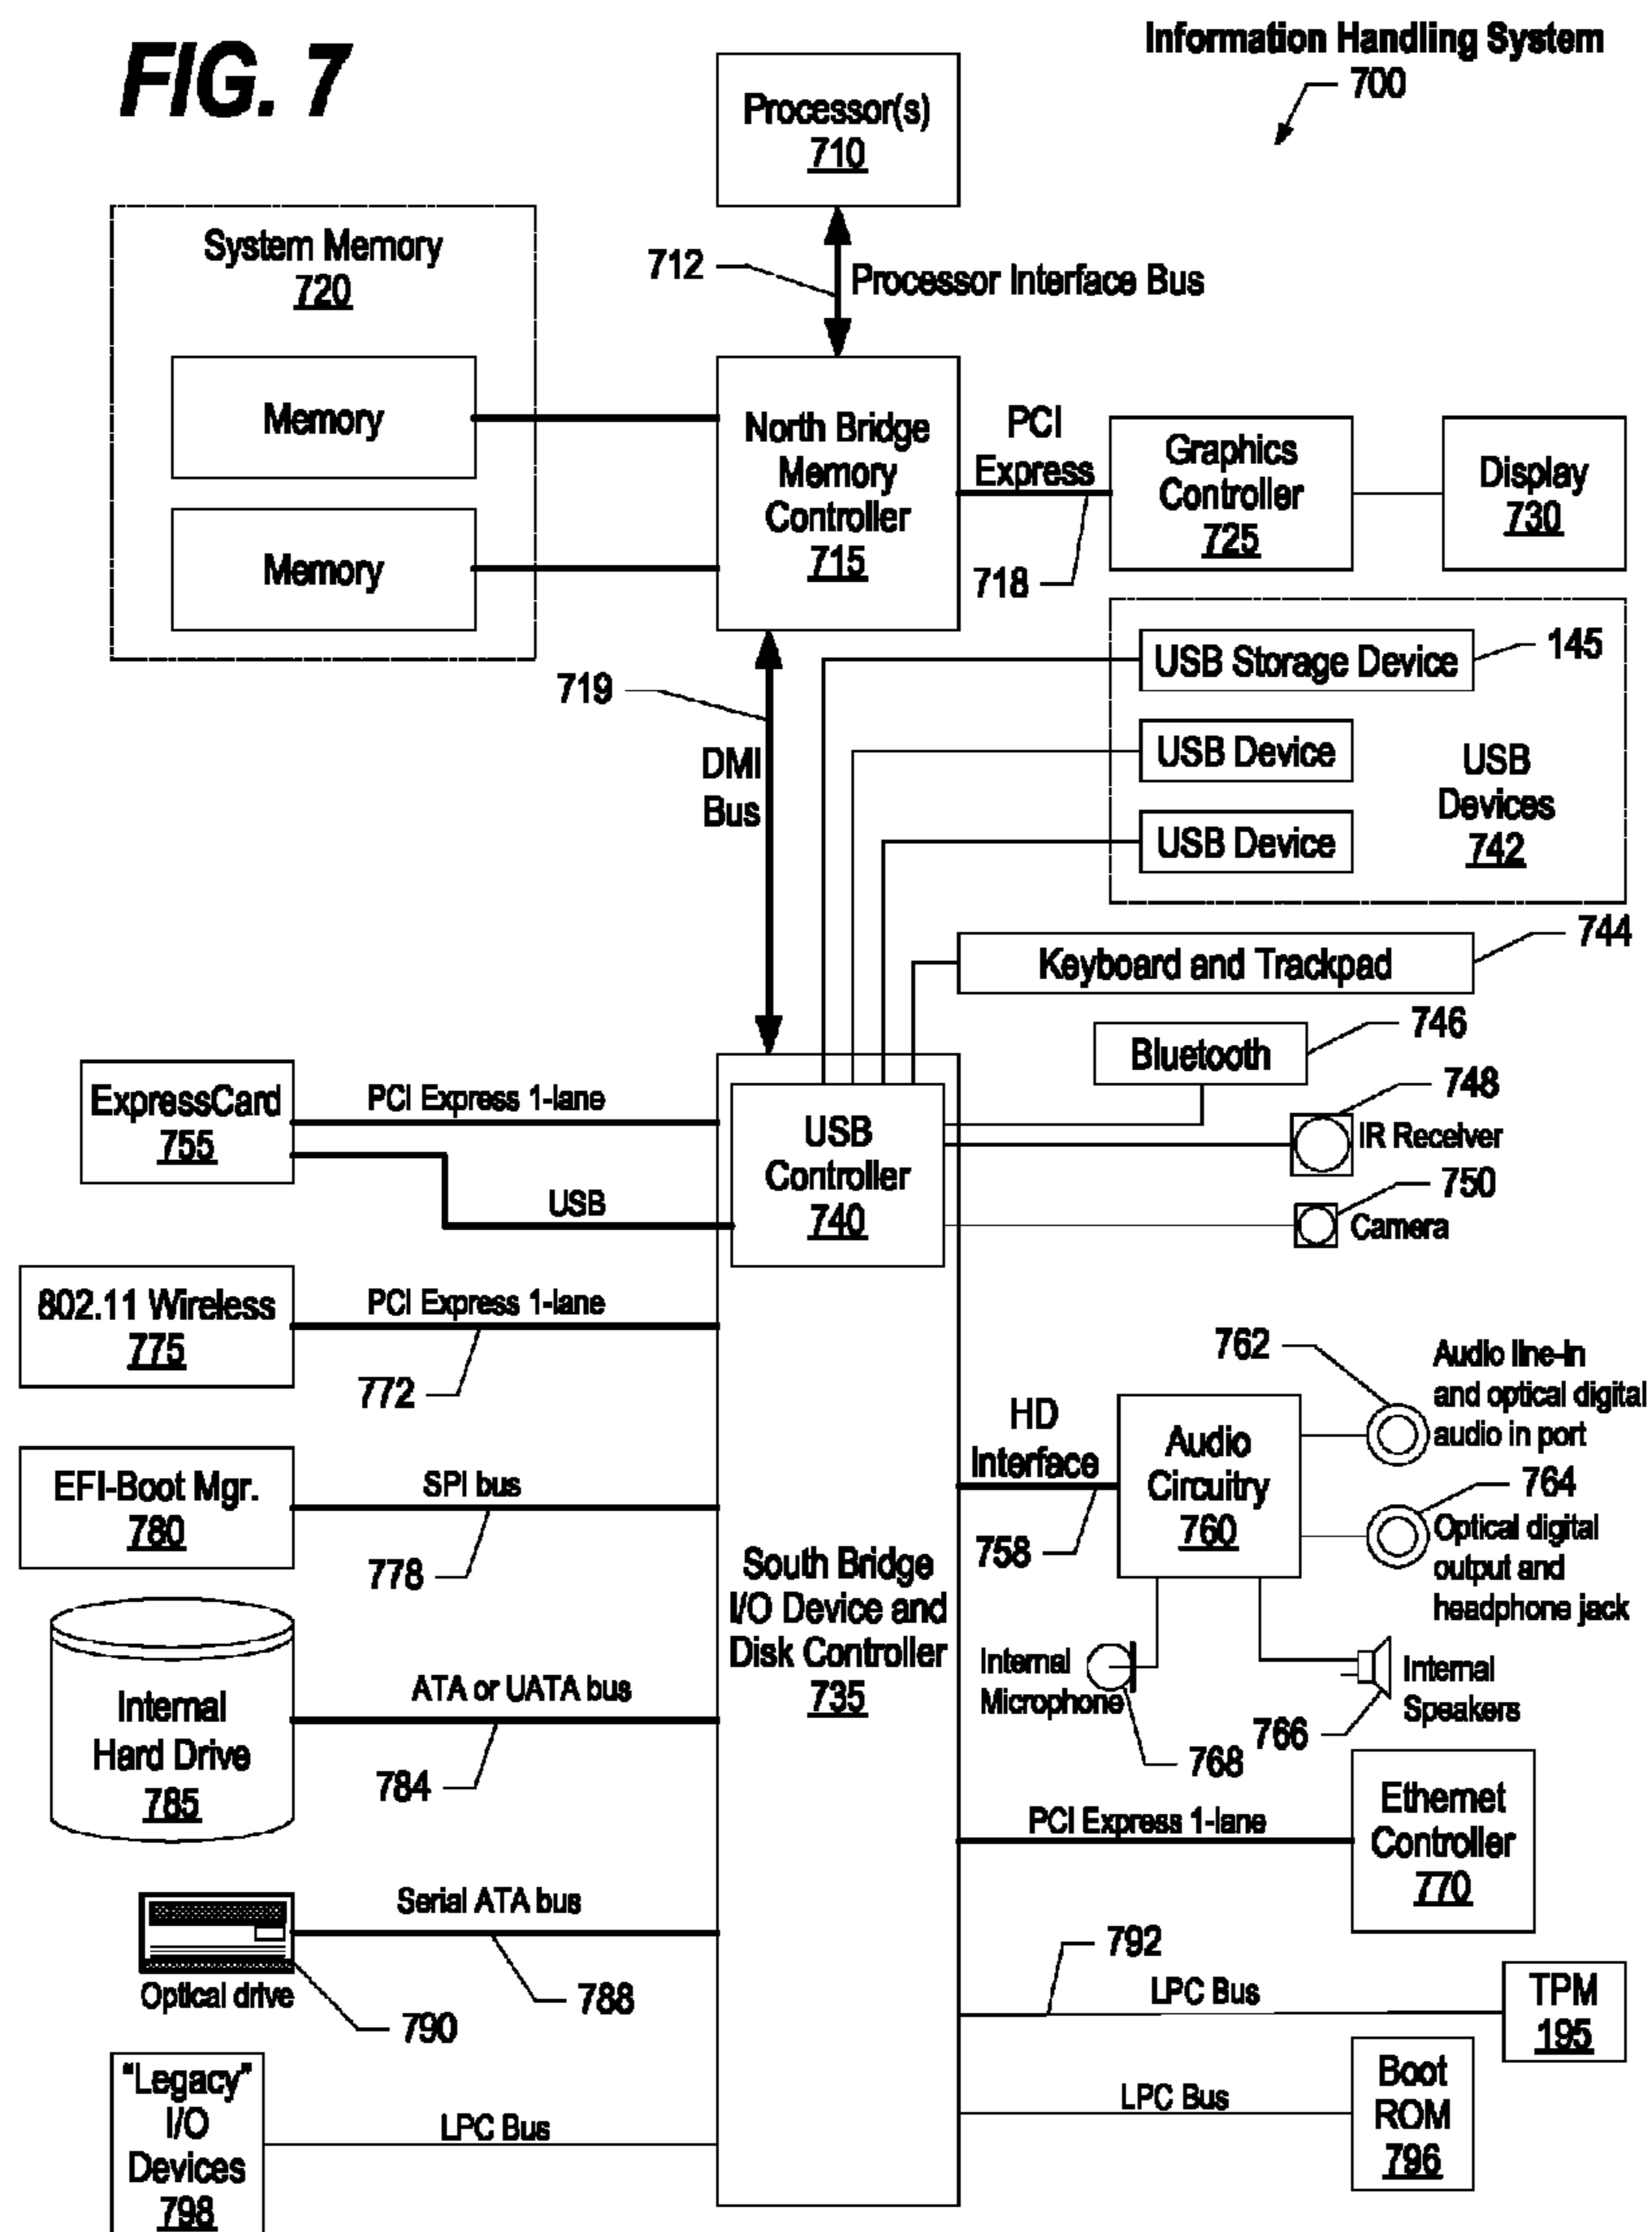 FIG. 7
Information Handling System
700
Processor(s)
710
System Memory
720
712
Processor Interface Bus
Memory
Memory
North Bridge
Memory
Controller
715
PCI
Express
718
Graphics
Controller
725
Display
730
719
DMI
Bus
USB Storage Device
145
USB Device
USB Device
USB
Devices
742
Keyboard and Trackpad
744
Bluetooth
746
748
IR Receiver
750
Camera
ExpressCard
755
PCI Express 1-lane
USB
USB
Controller
740
802.11 Wireless
775
PCI Express 1-lane
772
EFI-Boot Mgr.
780
SPI bus
778
South Bridge
I/O Device and
Disk Controller
735
HD
Interface
758
Audio
Circuitry
760
762
Audio line-in
and optical digital
audio in port
764
Optical digital
output and
headphone jack
Internal
Microphone
768
766
Internal
Speakers
Internal
Hard Drive
785
ATA or UATA bus
784
PCI Express 1-lane
Ethernet
Controller
770
Serial ATA bus
788
Optical drive
790
792
LPC Bus
TPM
195
"Legacy"
I/O
Devices
798
LPC Bus
LPC Bus
Boot
ROM
796